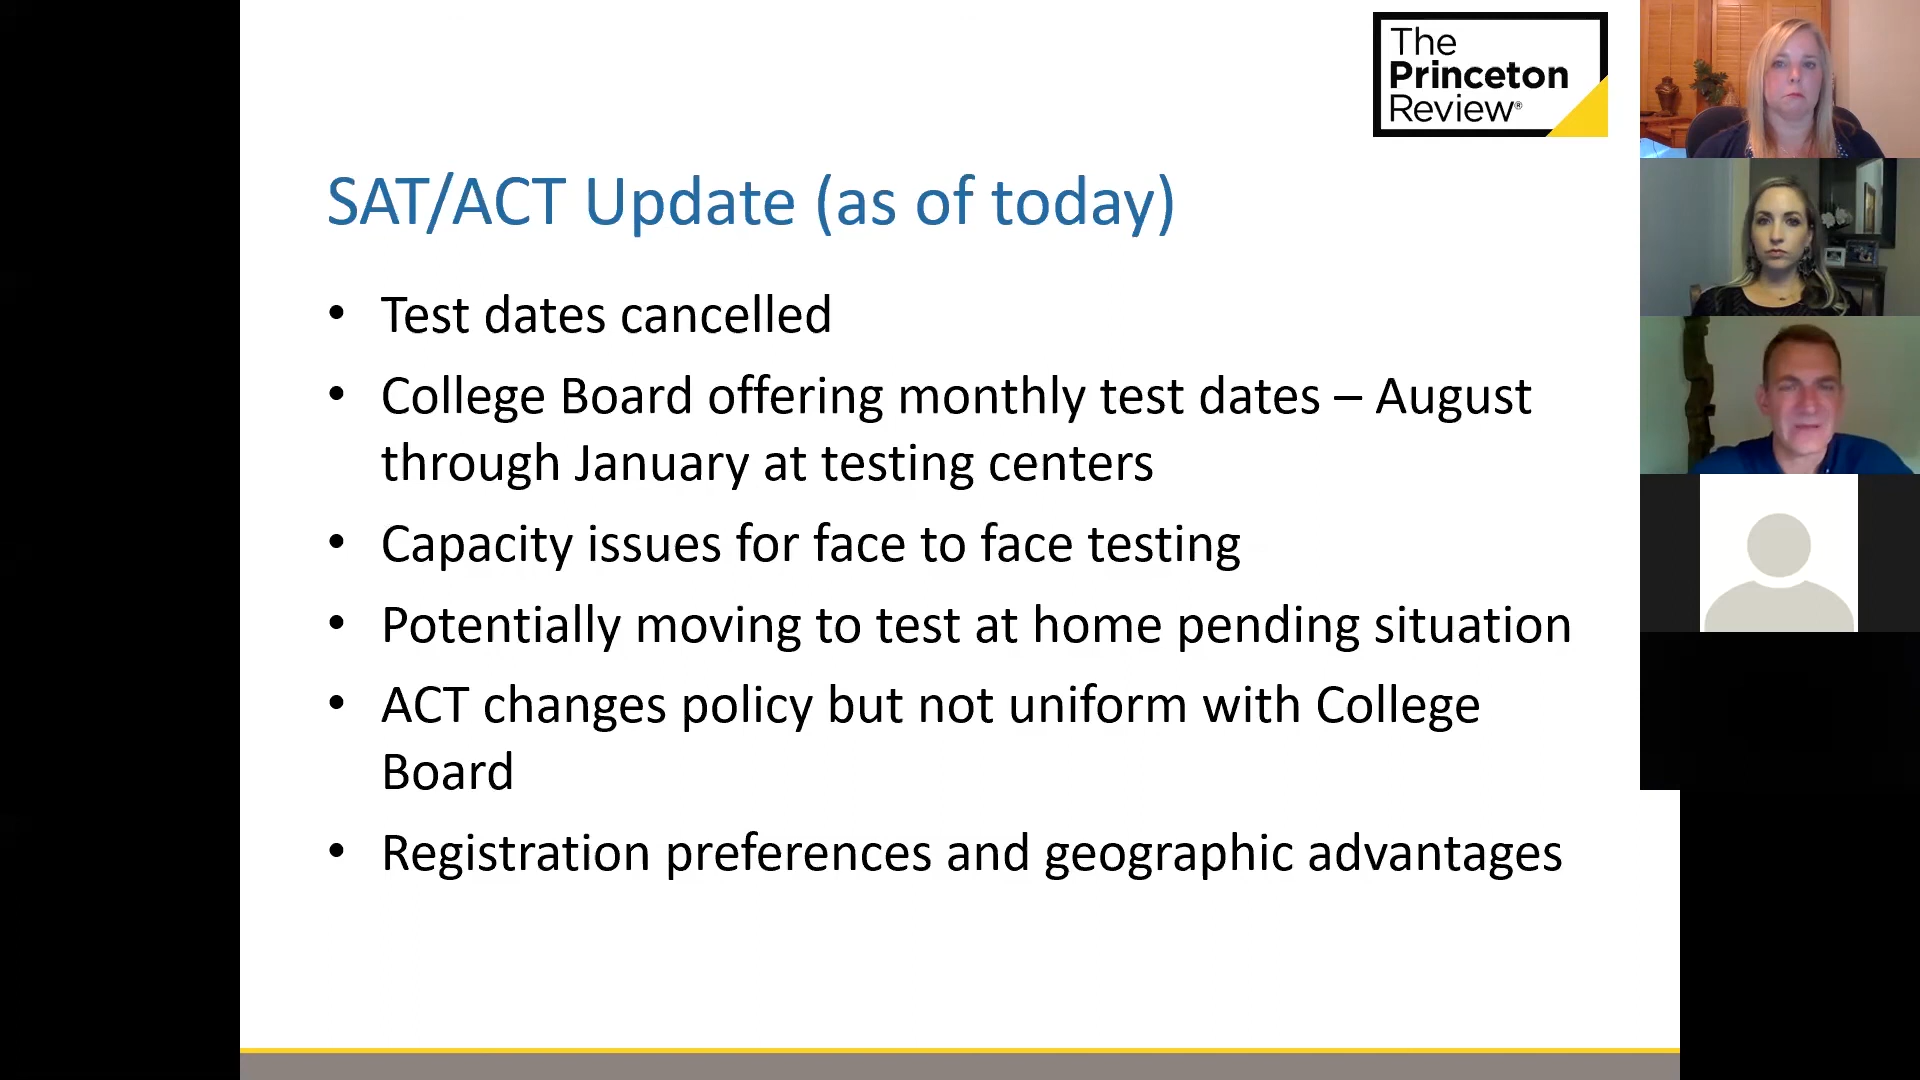 The
Princeton
Review®
SAT/ACT Update (as of today)
• Test dates cancelled
• College Board offering monthly test dates – August
through January at testing centers
• Capacity issues for face to face testing
• Potentially moving to test at home pending situation
• ACT changes policy but not uniform with College
Board
• Registration preferences and geographic advantages